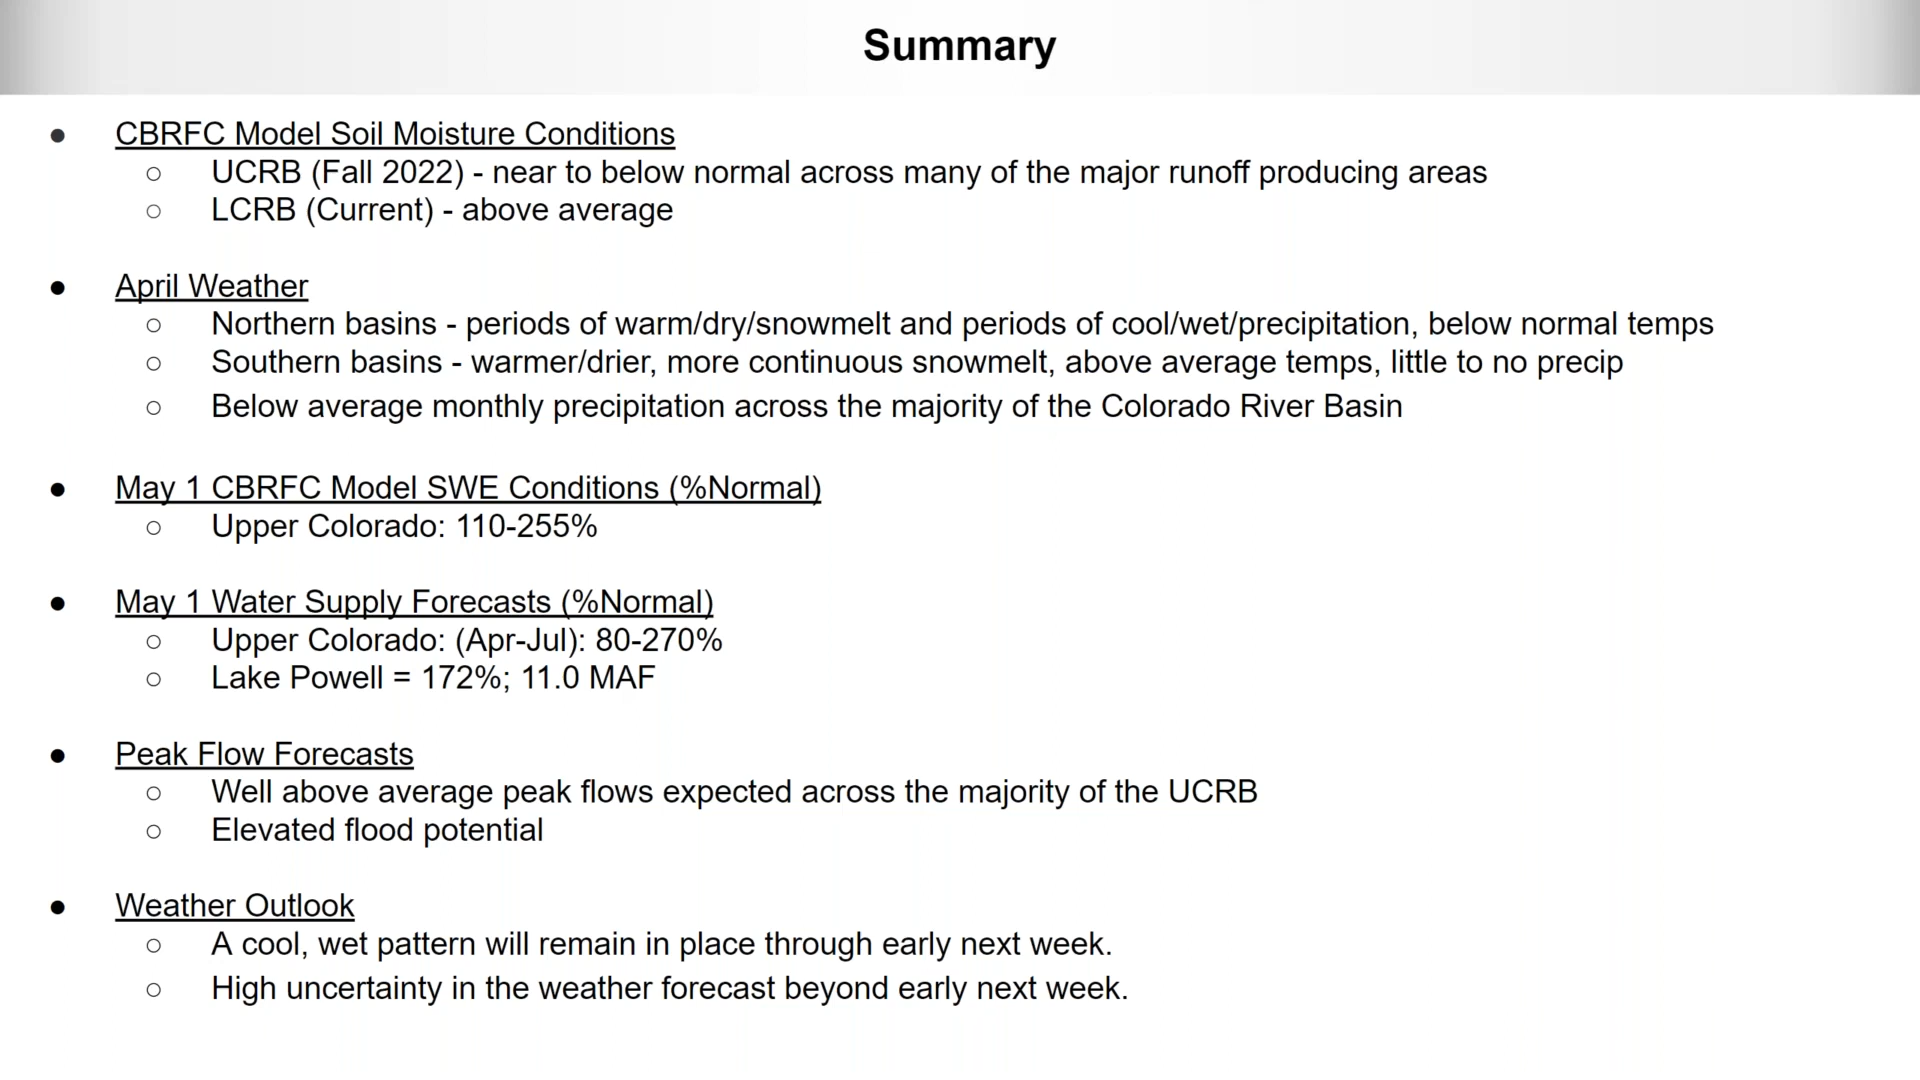 Summary
● CBRFC Model Soil Moisture Conditions
○ UCRB (Fall 2022) - near to below normal across many of the major runoff producing areas
○ LCRB (Current) - above average
● April Weather
○ Northern basins - periods of warm/dry/snowmelt and periods of cool/wet/precipitation, below normal temps
○ Southern basins - warmer/drier, more continuous snowmelt, above average temps, little to no precip
○ Below average monthly precipitation across the majority of the Colorado River Basin
● May 1 CBRFC Model SWE Conditions (%Normal)
○ Upper Colorado: 110-255%
● May 1 Water Supply Forecasts (%Normal)
○ Upper Colorado: (Apr-Jul): 80-270%
○ Lake Powell = 172%; 11.0 MAF
● Peak Flow Forecasts
○ Well above average peak flows expected across the majority of the UCRB
○ Elevated flood potential
● Weather Outlook
○ A cool, wet pattern will remain in place through early next week.
○ High uncertainty in the weather forecast beyond early next week.